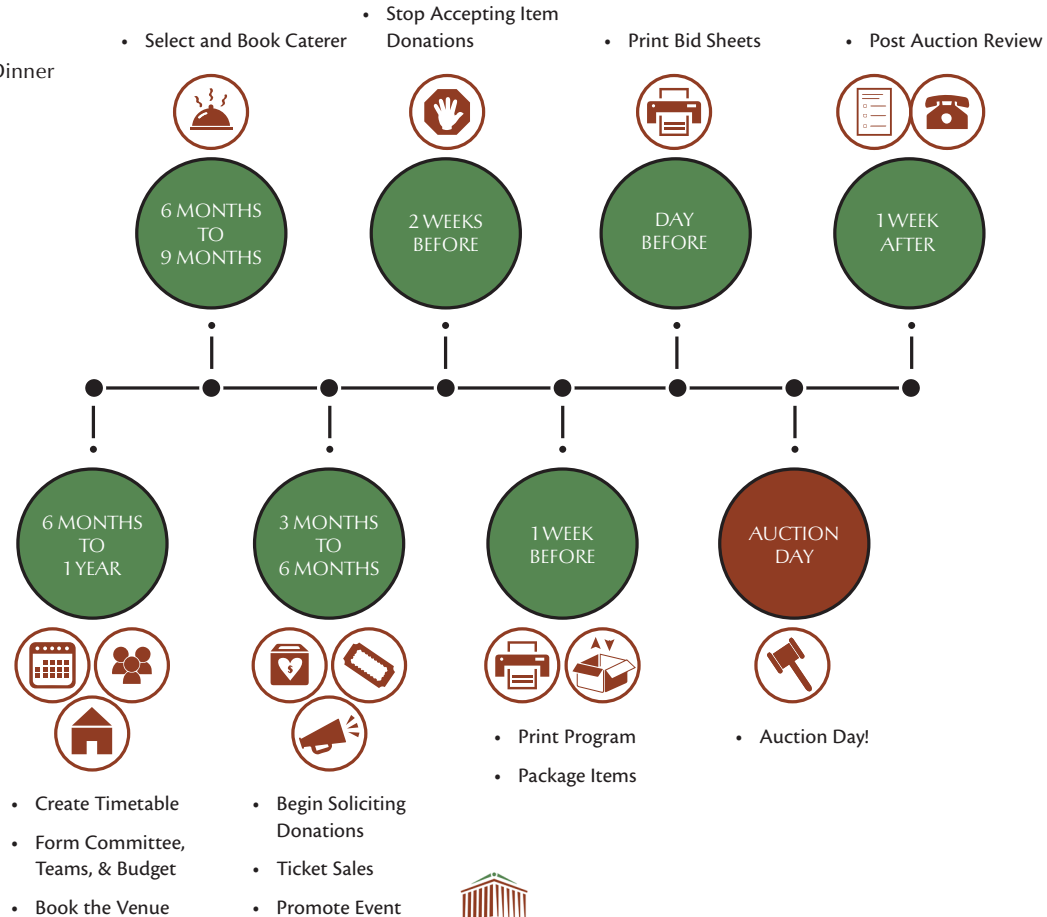 • Stop Accepting Item
Donations
• Select and Book Caterer
• Print Bid Sheets
• Post Auction Review
Dinner
6 MONTHS
TO
9 MONTHS
2 WEEKS
BEFORE
DAY
BEFORE
1 WEEK
AFTER
6 MONTHS
TO
1 YEAR
3 MONTHS
TO
6 MONTHS
1 WEEK
BEFORE
AUCTION
DAY
$
• Create Timetable
• Form Committee,
Teams, & Budget
• Book the Venue
• Begin Soliciting
Donations
• Ticket Sales
• Promote Event
• Print Program
• Package Items
• Auction Day!